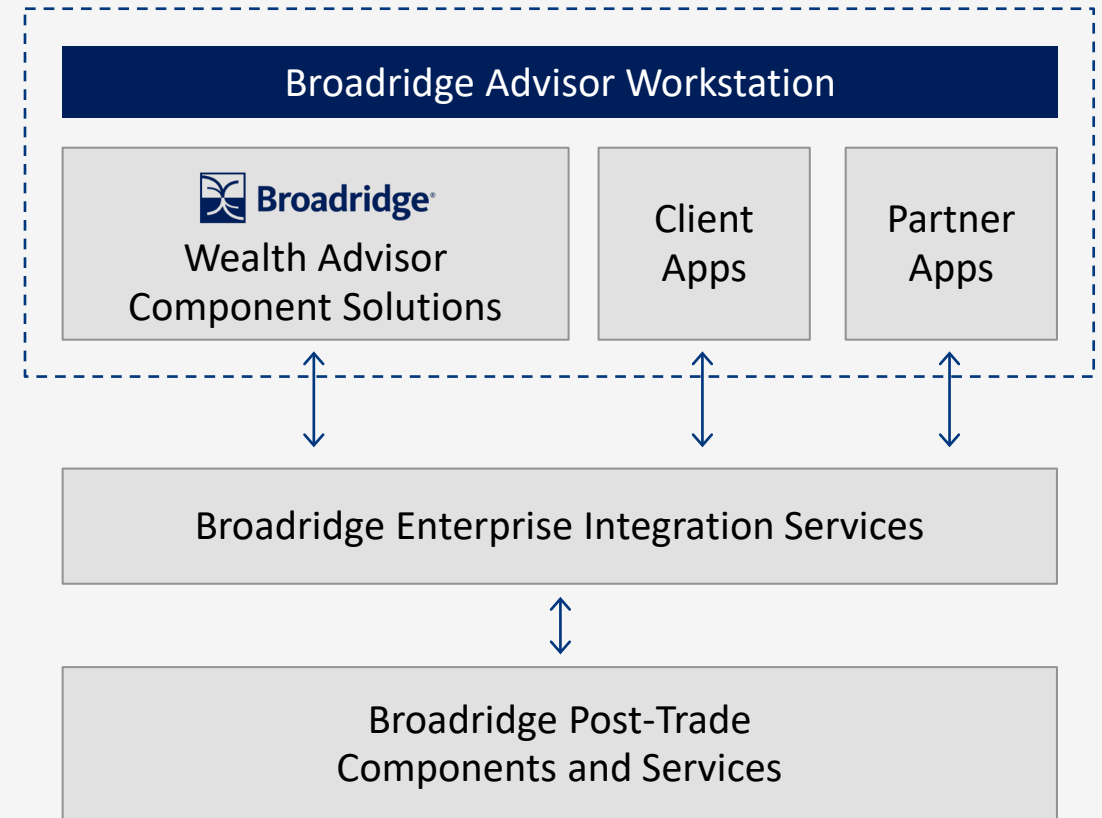 Broadridge Advisor Workstation
Broadridge®
Wealth Advisor
Component Solutions
Client
Apps
Partner
Apps
Broadridge Enterprise Integration Services
Broadridge Post-Trade
Components and Services